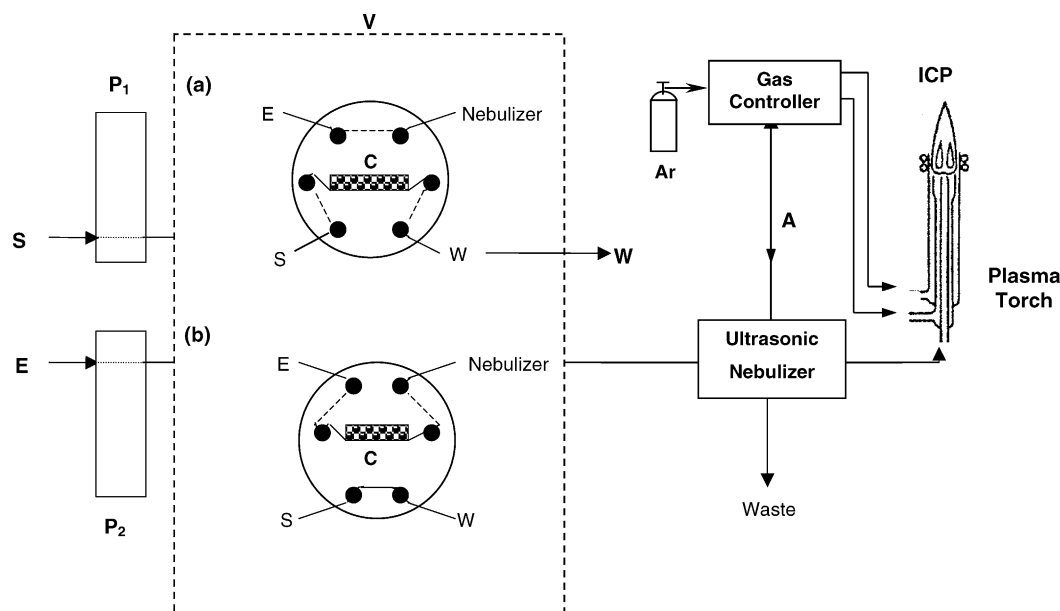 V
P1
(a)
E
Nebulizer
C
S
W
S
W
E
P2
(b)
E
Nebulizer
C
S
W
Ar
Gas
Controller
A
ICP
Plasma
Torch
Ultrasonic
Nebulizer
Waste